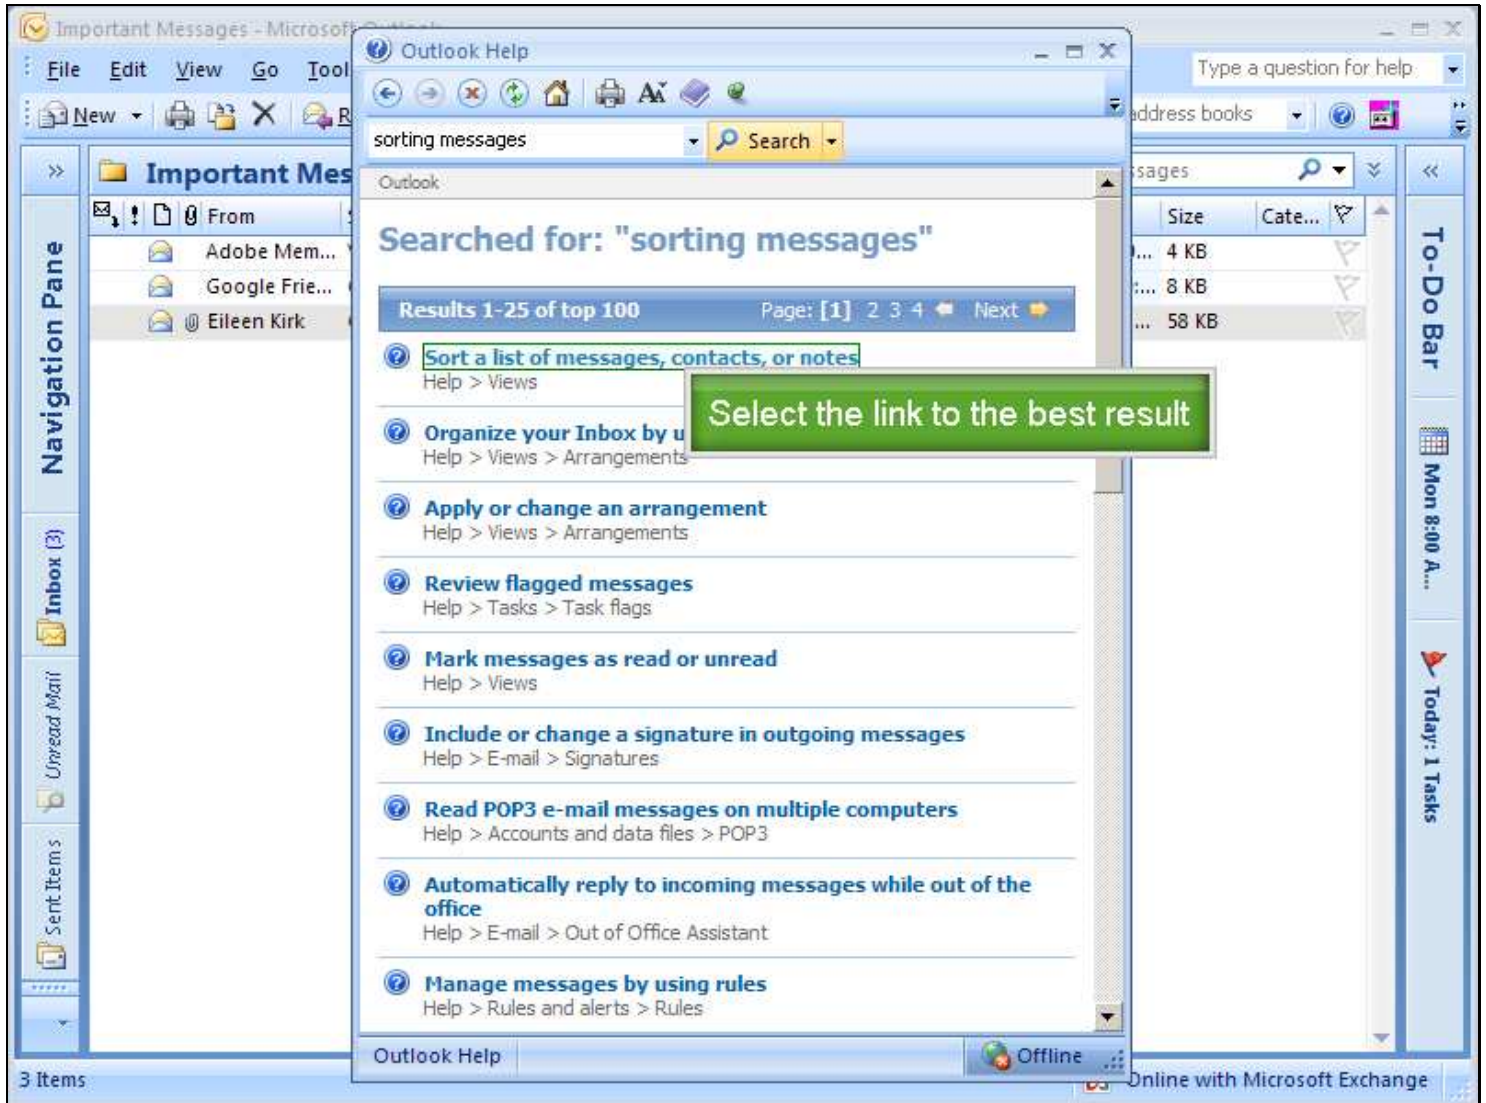 Important Messages - Microsoft Outlook
File Edit View Go Tool
Type a question for help
New
R
address books
Outlook Help
sorting messages
Search
Outlook
Searched for: "sorting messages"
Results 1-25 of top 100 Page: [1] 2 3 4 Next
Sort a list of messages, contacts, or notes
Help > Views
Select the link to the best result
Organize your Inbox by u
Help > Views > Arrangements
Apply or change an arrangement
Help > Views > Arrangements
Review flagged messages
Help > Tasks > Task flags
Mark messages as read or unread
Help > Views
Include or change a signature in outgoing messages
Help > E-mail > Signatures
Read POP3 e-mail messages on multiple computers
Help > Accounts and data files > POP3
Automatically reply to incoming messages while out of the
office
Help > E-mail > Out of Office Assistant
Manage messages by using rules
Help > Rules and alerts > Rules
Outlook Help Offline
Important Mes
ssages
From Size Cate...
Adobe Mem... 4 KB
Google Frie... 8 KB
Eileen Kirk 58 KB
Navigation Pane
Inbox (3)
Unread Mail
Sent Items
To-Do Bar
Mon 8:00 A...
Today: 1 Tasks
3 Items
Online with Microsoft Exchange